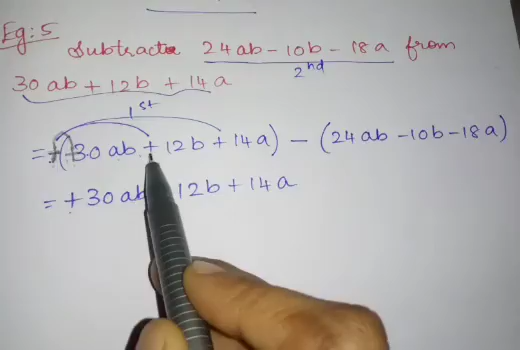 Eg:5
Subtract 24ab - 10b - 18a from
2nd
30ab + 12b + 14a
1st
= +(+30ab + 12b + 14a) - (24ab - 10b - 18a)
= +30ab 12b + 14a